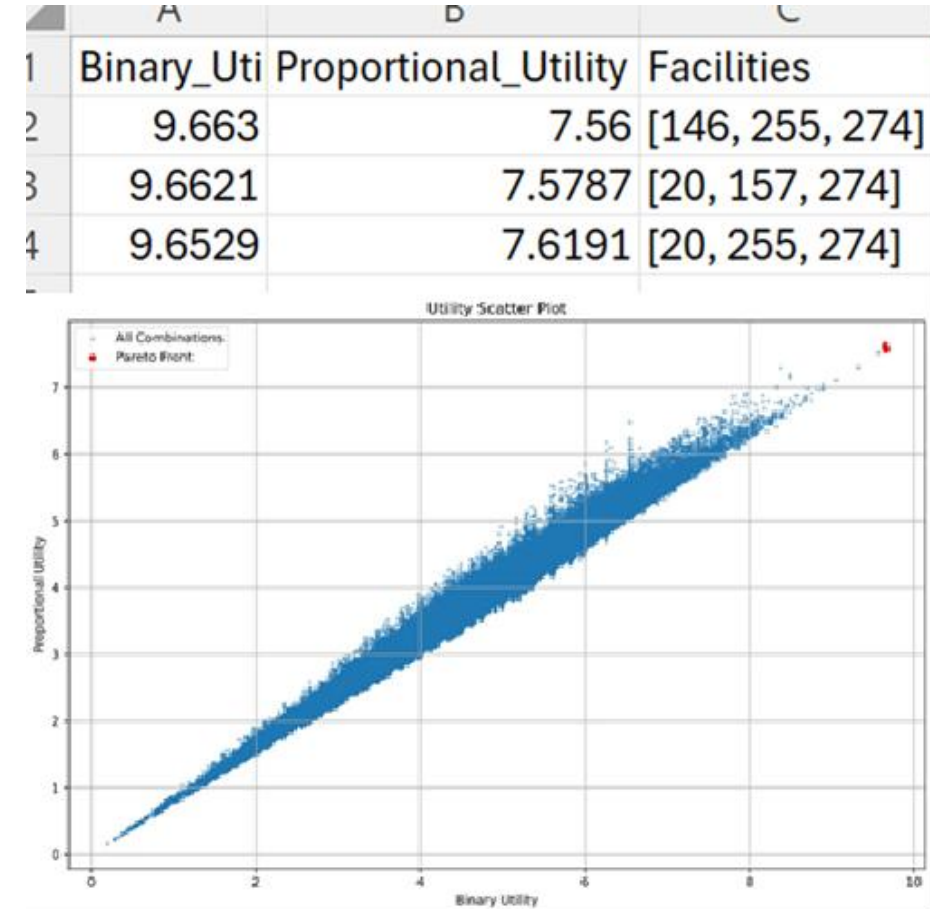 A B C
1 Binary_Uti Proportional_Utility Facilities
2 9.663 7.56 [146, 255, 274]
3 9.6621 7.5787 [20, 157, 274]
4 9.6529 7.6191 [20, 255, 274]
Utility Scatter Plot
All Combinations
Pareto Front
7
6
5
4
3
2
1
0
Proportional Utility
0 2 4 6 8 10
Binary Utility